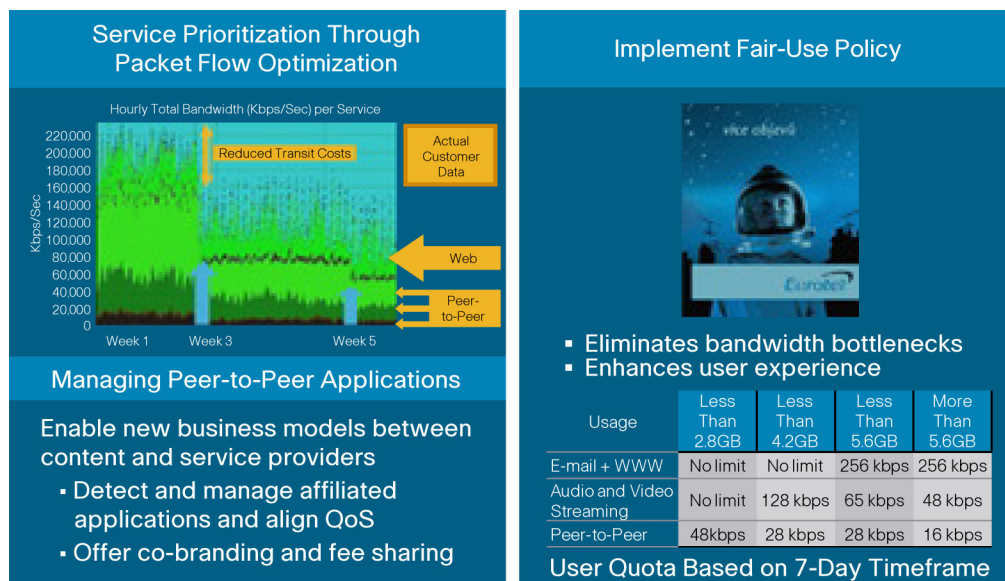 Service Prioritization Through
Packet Flow Optimization
Hourly Total Bandwidth (Kbps/Sec) per Service
Kbps/Sec
220,000
200,000
180,000
160,000
140,000
120,000
100,000
80,000
60,000
40,000
20,000
0
Reduced Transit Costs
Actual
Customer
Data
Web
Peer-
to-Peer
Week 1 Week 3 Week 5
Managing Peer-to-Peer Applications
Enable new business models between
content and service providers
▪ Detect and manage affiliated
applications and align QoS
▪ Offer co-branding and fee sharing
Implement Fair-Use Policy
více objevů
Eurotel
▪ Eliminates bandwidth bottlenecks
▪ Enhances user experience
Usage Less Than 2.8GB Less Than 4.2GB Less Than 5.6GB More Than 5.6GB
E-mail + WWW No limit No limit 256 kbps 256 kbps
Audio and Video Streaming No limit 128 kbps 65 kbps 48 kbps
Peer-to-Peer 48kbps 28 kbps 28 kbps 16 kbps
User Quota Based on 7-Day Timeframe